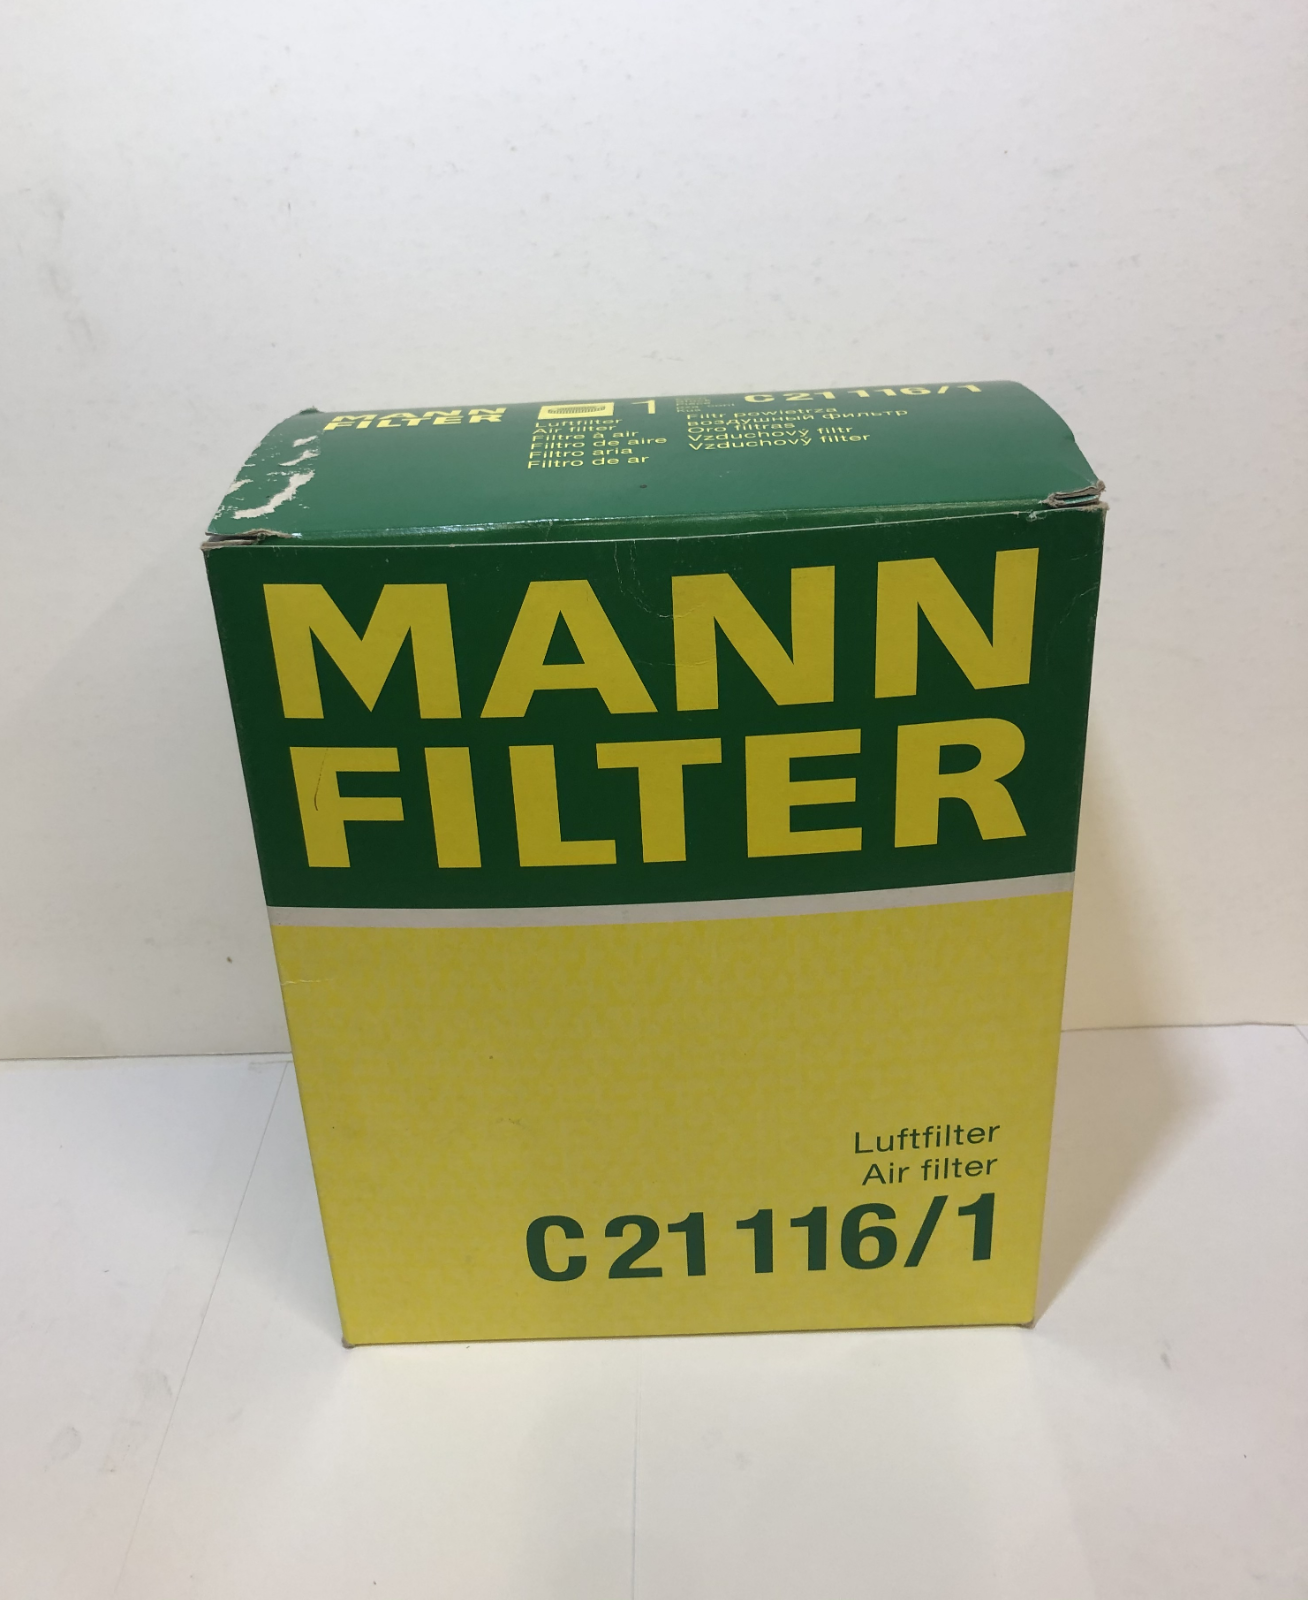 MANN
FILTER
1
C 21 116/1
Luftfilter
Air filter
Filtre à air
Filtro de aire
Filtro aria
Filtro de ar
Filtr powietrza
воздушный фильтр
Oro filtras
Vzduchový filtr
Vzduchový filter
MANN
FILTER
Luftfilter
Air filter
C 21 116/1